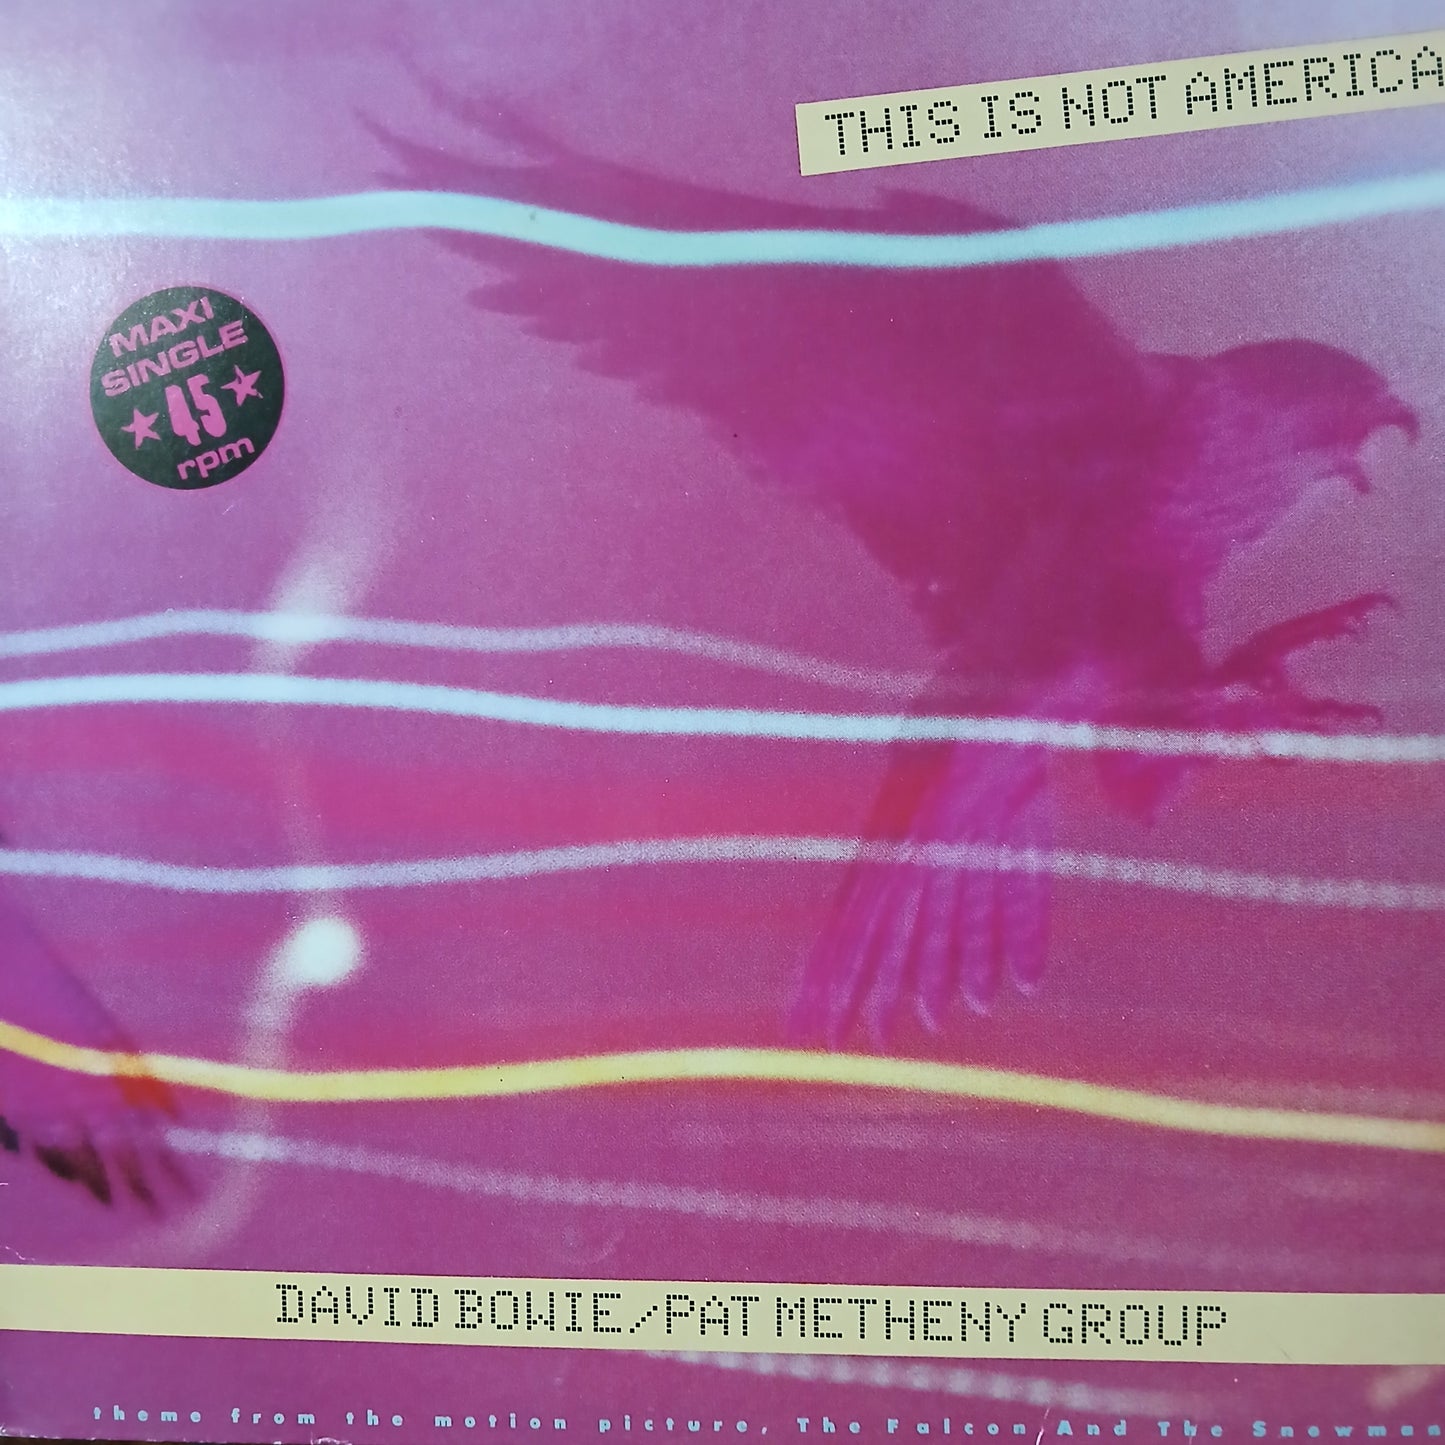 THIS IS NOT AMERICA
MAXI
SINGLE
45
rpm
DAVID BOWIE/PAT METHENY GROUP
theme from the motion picture, The Falcon And The Snowman